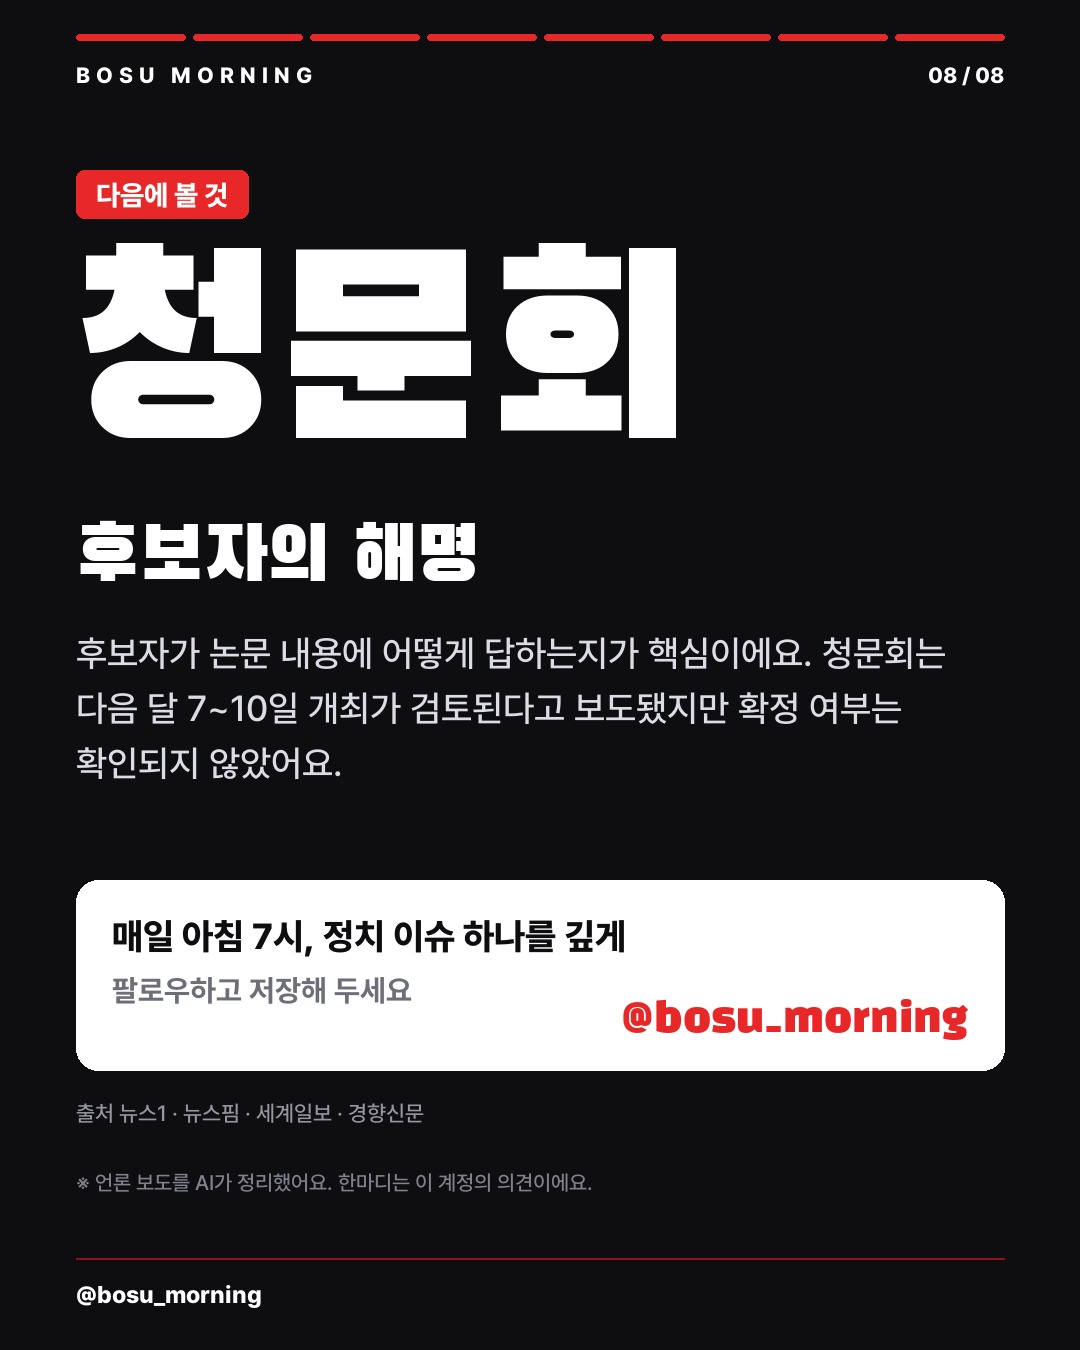 BOSU MORNING
08 / 08
다음에 볼 것
청문회
후보자의 해명
후보자가 논문 내용에 어떻게 답하는지가 핵심이에요. 청문회는
다음 달 7~10일 개최가 검토된다고 보도됐지만 확정 여부는
확인되지 않았어요.
매일 아침 7시, 정치 이슈 하나를 깊게
팔로우하고 저장해 두세요
@bosu_morning
출처 뉴스1 · 뉴스핌 · 세계일보 · 경향신문
※ 언론 보도를 AI가 정리했어요. 한마디는 이 계정의 의견이에요.
@bosu_morning